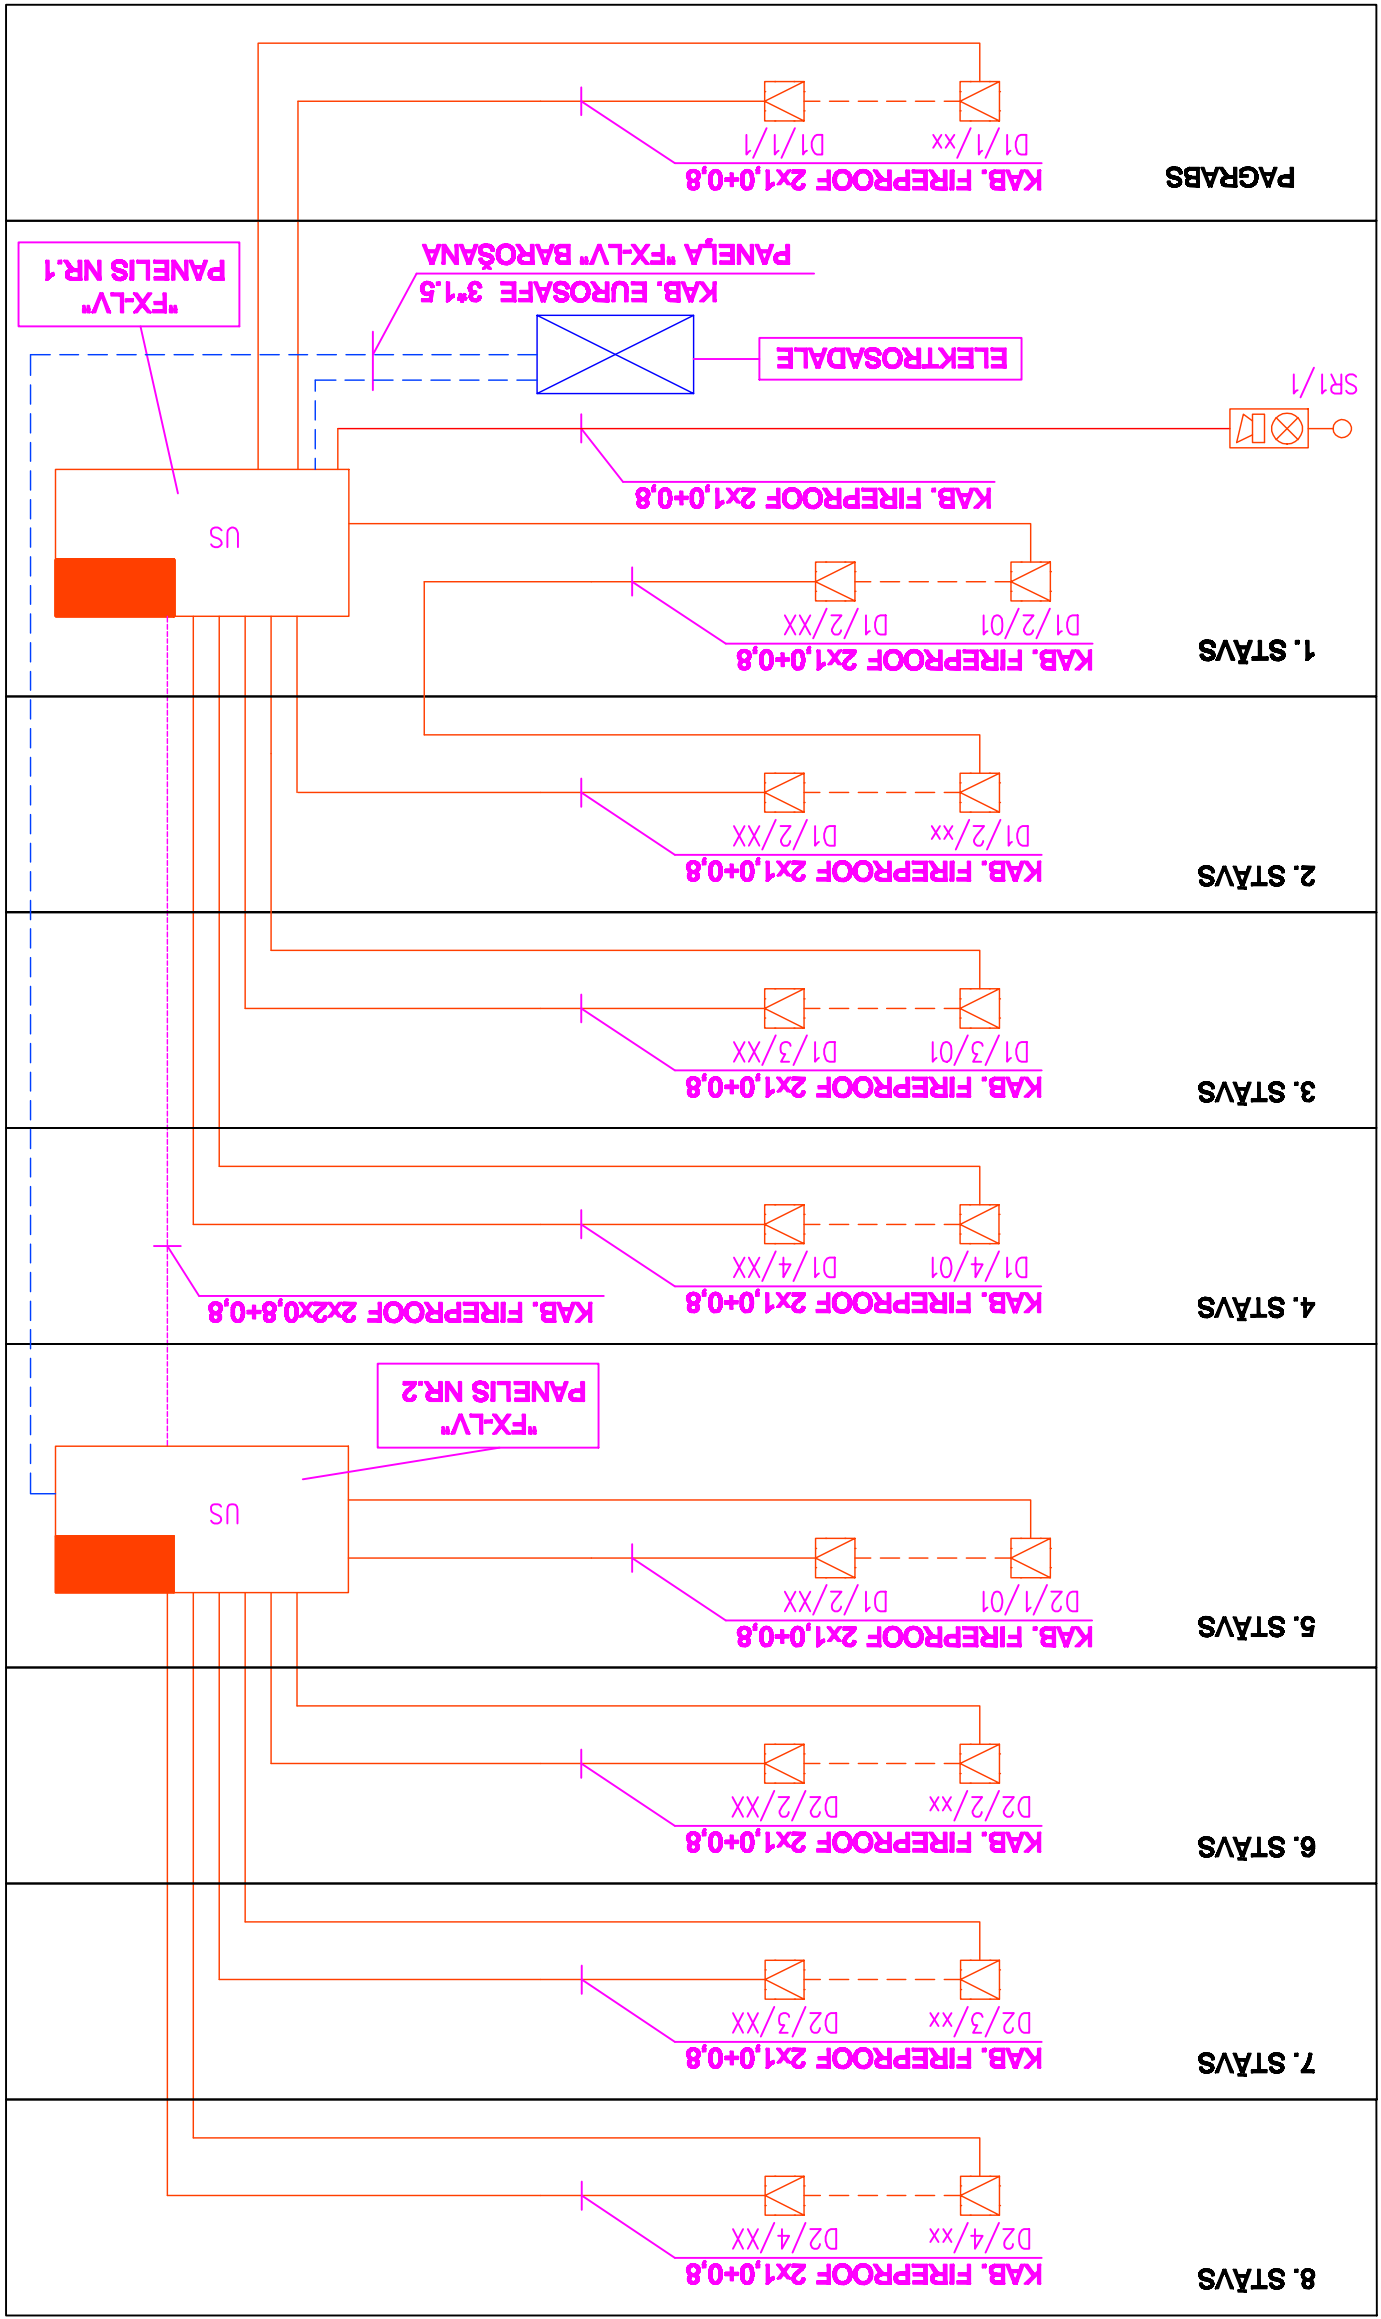 8. STĀVS
KAB. FIREPROOF 2x1,0+0,8
D2/4/xx
D2/4/XX
7. STĀVS
KAB. FIREPROOF 2x1,0+0,8
D2/3/xx
D2/3/XX
6. STĀVS
KAB. FIREPROOF 2x1,0+0,8
D2/2/xx
D2/2/XX
5. STĀVS
KAB. FIREPROOF 2x1,0+0,8
D2/1/01
D1/2/XX
US
"FX-LV"
PANELIS NR.2
4. STĀVS
KAB. FIREPROOF 2x1,0+0,8
D1/4/01
D1/4/XX
KAB. FIREPROOF 2x2x0,8+0,8
3. STĀVS
KAB. FIREPROOF 2x1,0+0,8
D1/3/01
D1/3/XX
2. STĀVS
KAB. FIREPROOF 2x1,0+0,8
D1/2/xx
D1/2/XX
1. STĀVS
KAB. FIREPROOF 2x1,0+0,8
D1/2/01
D1/2/XX
US
KAB. FIREPROOF 2x1,0+0,8
SR1/1
ELEKTROSADALE
KAB. EUROSAFE 3*1.5
PANEĻA "FX-LV" BAROŠANA
"FX-LV"
PANELIS NR.1
PAGRABS
KAB. FIREPROOF 2x1,0+0,8
D1/1/xx
D1/1/1